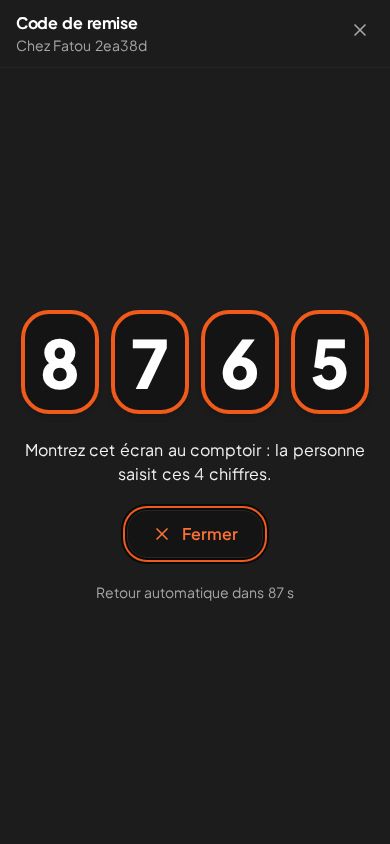 Code de remise
Chez Fatou 2ea38d
8 7 6 5
Montrez cet écran au comptoir : la personne
saisit ces 4 chiffres.
Fermer
Retour automatique dans 87 s